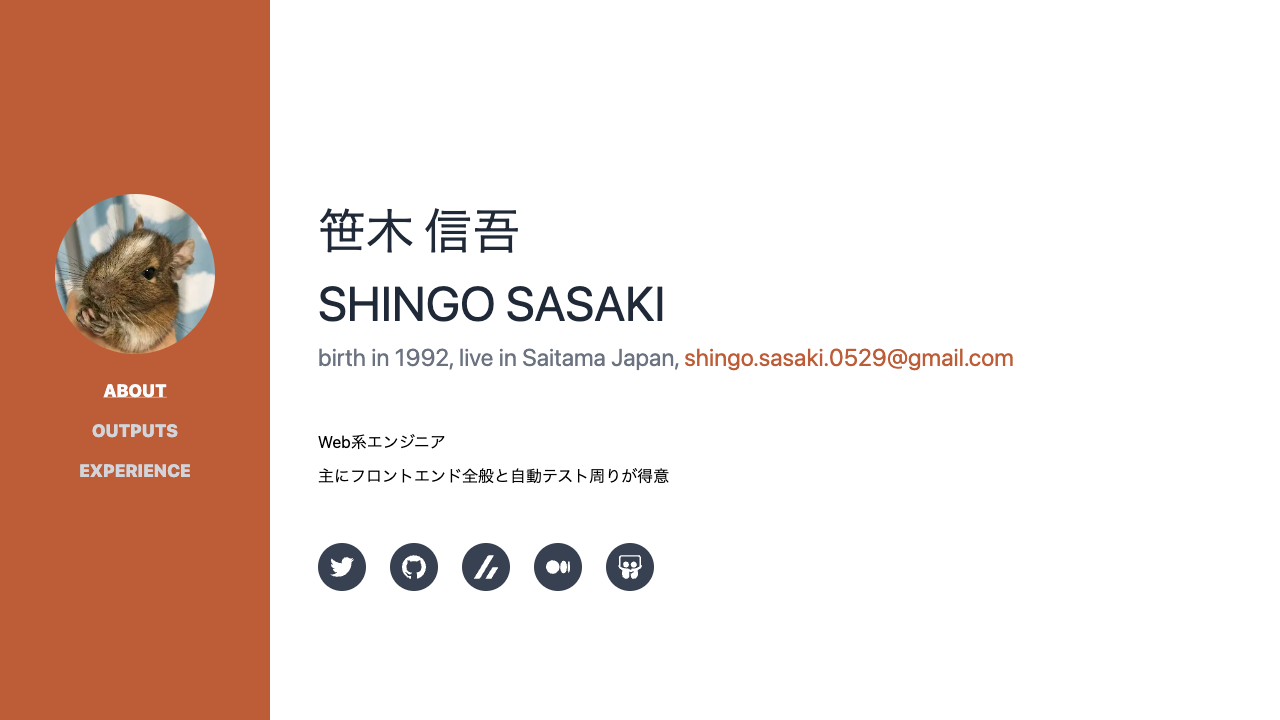 ABOUT
OUTPUTS
EXPERIENCE
笹木 信吾
SHINGO SASAKI
birth in 1992, live in Saitama Japan, shingo.sasaki.0529@gmail.com
Web系エンジニア
主にフロントエンド全般と自動テスト周りが得意